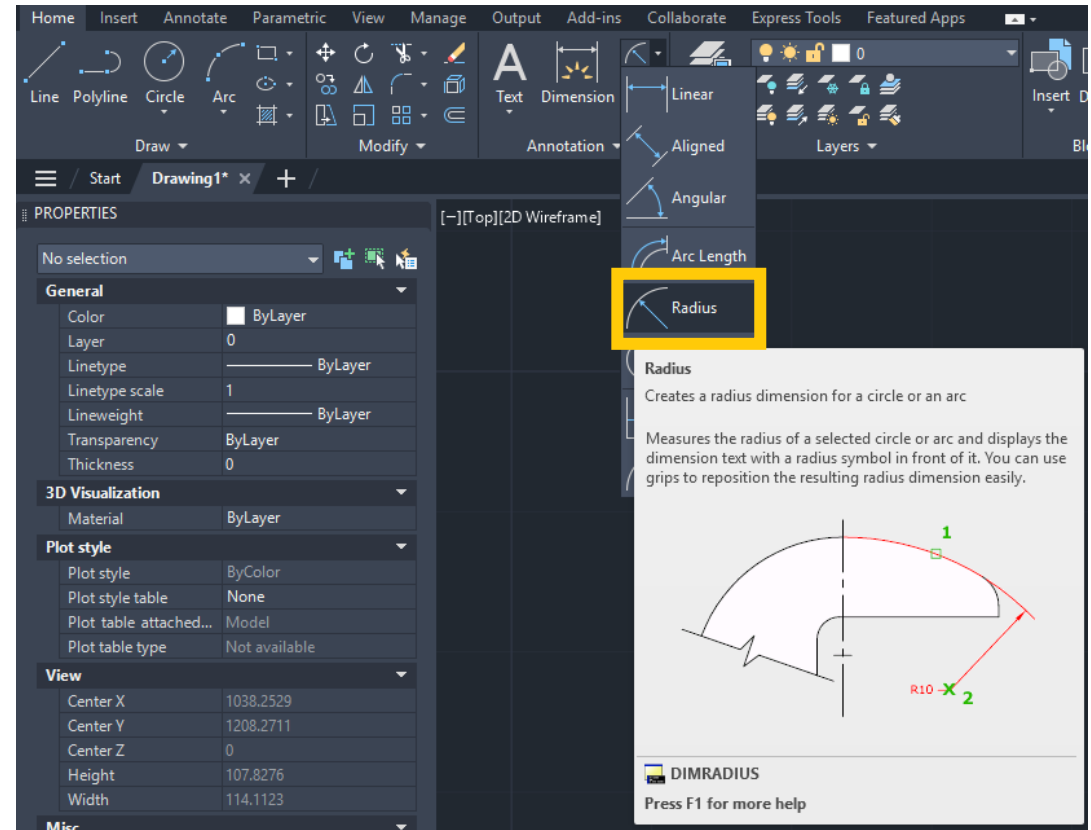 Home Insert Annotate Parametric View Manage Output Add-ins Collaborate Express Tools Featured Apps
0
Line Polyline Circle Arc
Text Dimension
Insert
Draw Modify Annotation Layers
Linear
Aligned
Angular
Arc Length
Radius
Start Drawing1*
PROPERTIES
[−][Top][2D Wireframe]
No selection
General
Color ByLayer
Layer 0
Linetype ByLayer
Linetype scale 1
Lineweight ByLayer
Transparency ByLayer
Thickness 0
3D Visualization
Material ByLayer
Plot style
Plot style ByColor
Plot style table None
Plot table attached... Model
Plot table type Not available
View
Center X 1038.2529
Center Y 1208.2711
Center Z 0
Height 107.8276
Width 114.1123
Misc
Radius
Creates a radius dimension for a circle or an arc
Measures the radius of a selected circle or arc and displays the
dimension text with a radius symbol in front of it. You can use
grips to reposition the resulting radius dimension easily.
1
R10
2
DIMRADIUS
Press F1 for more help